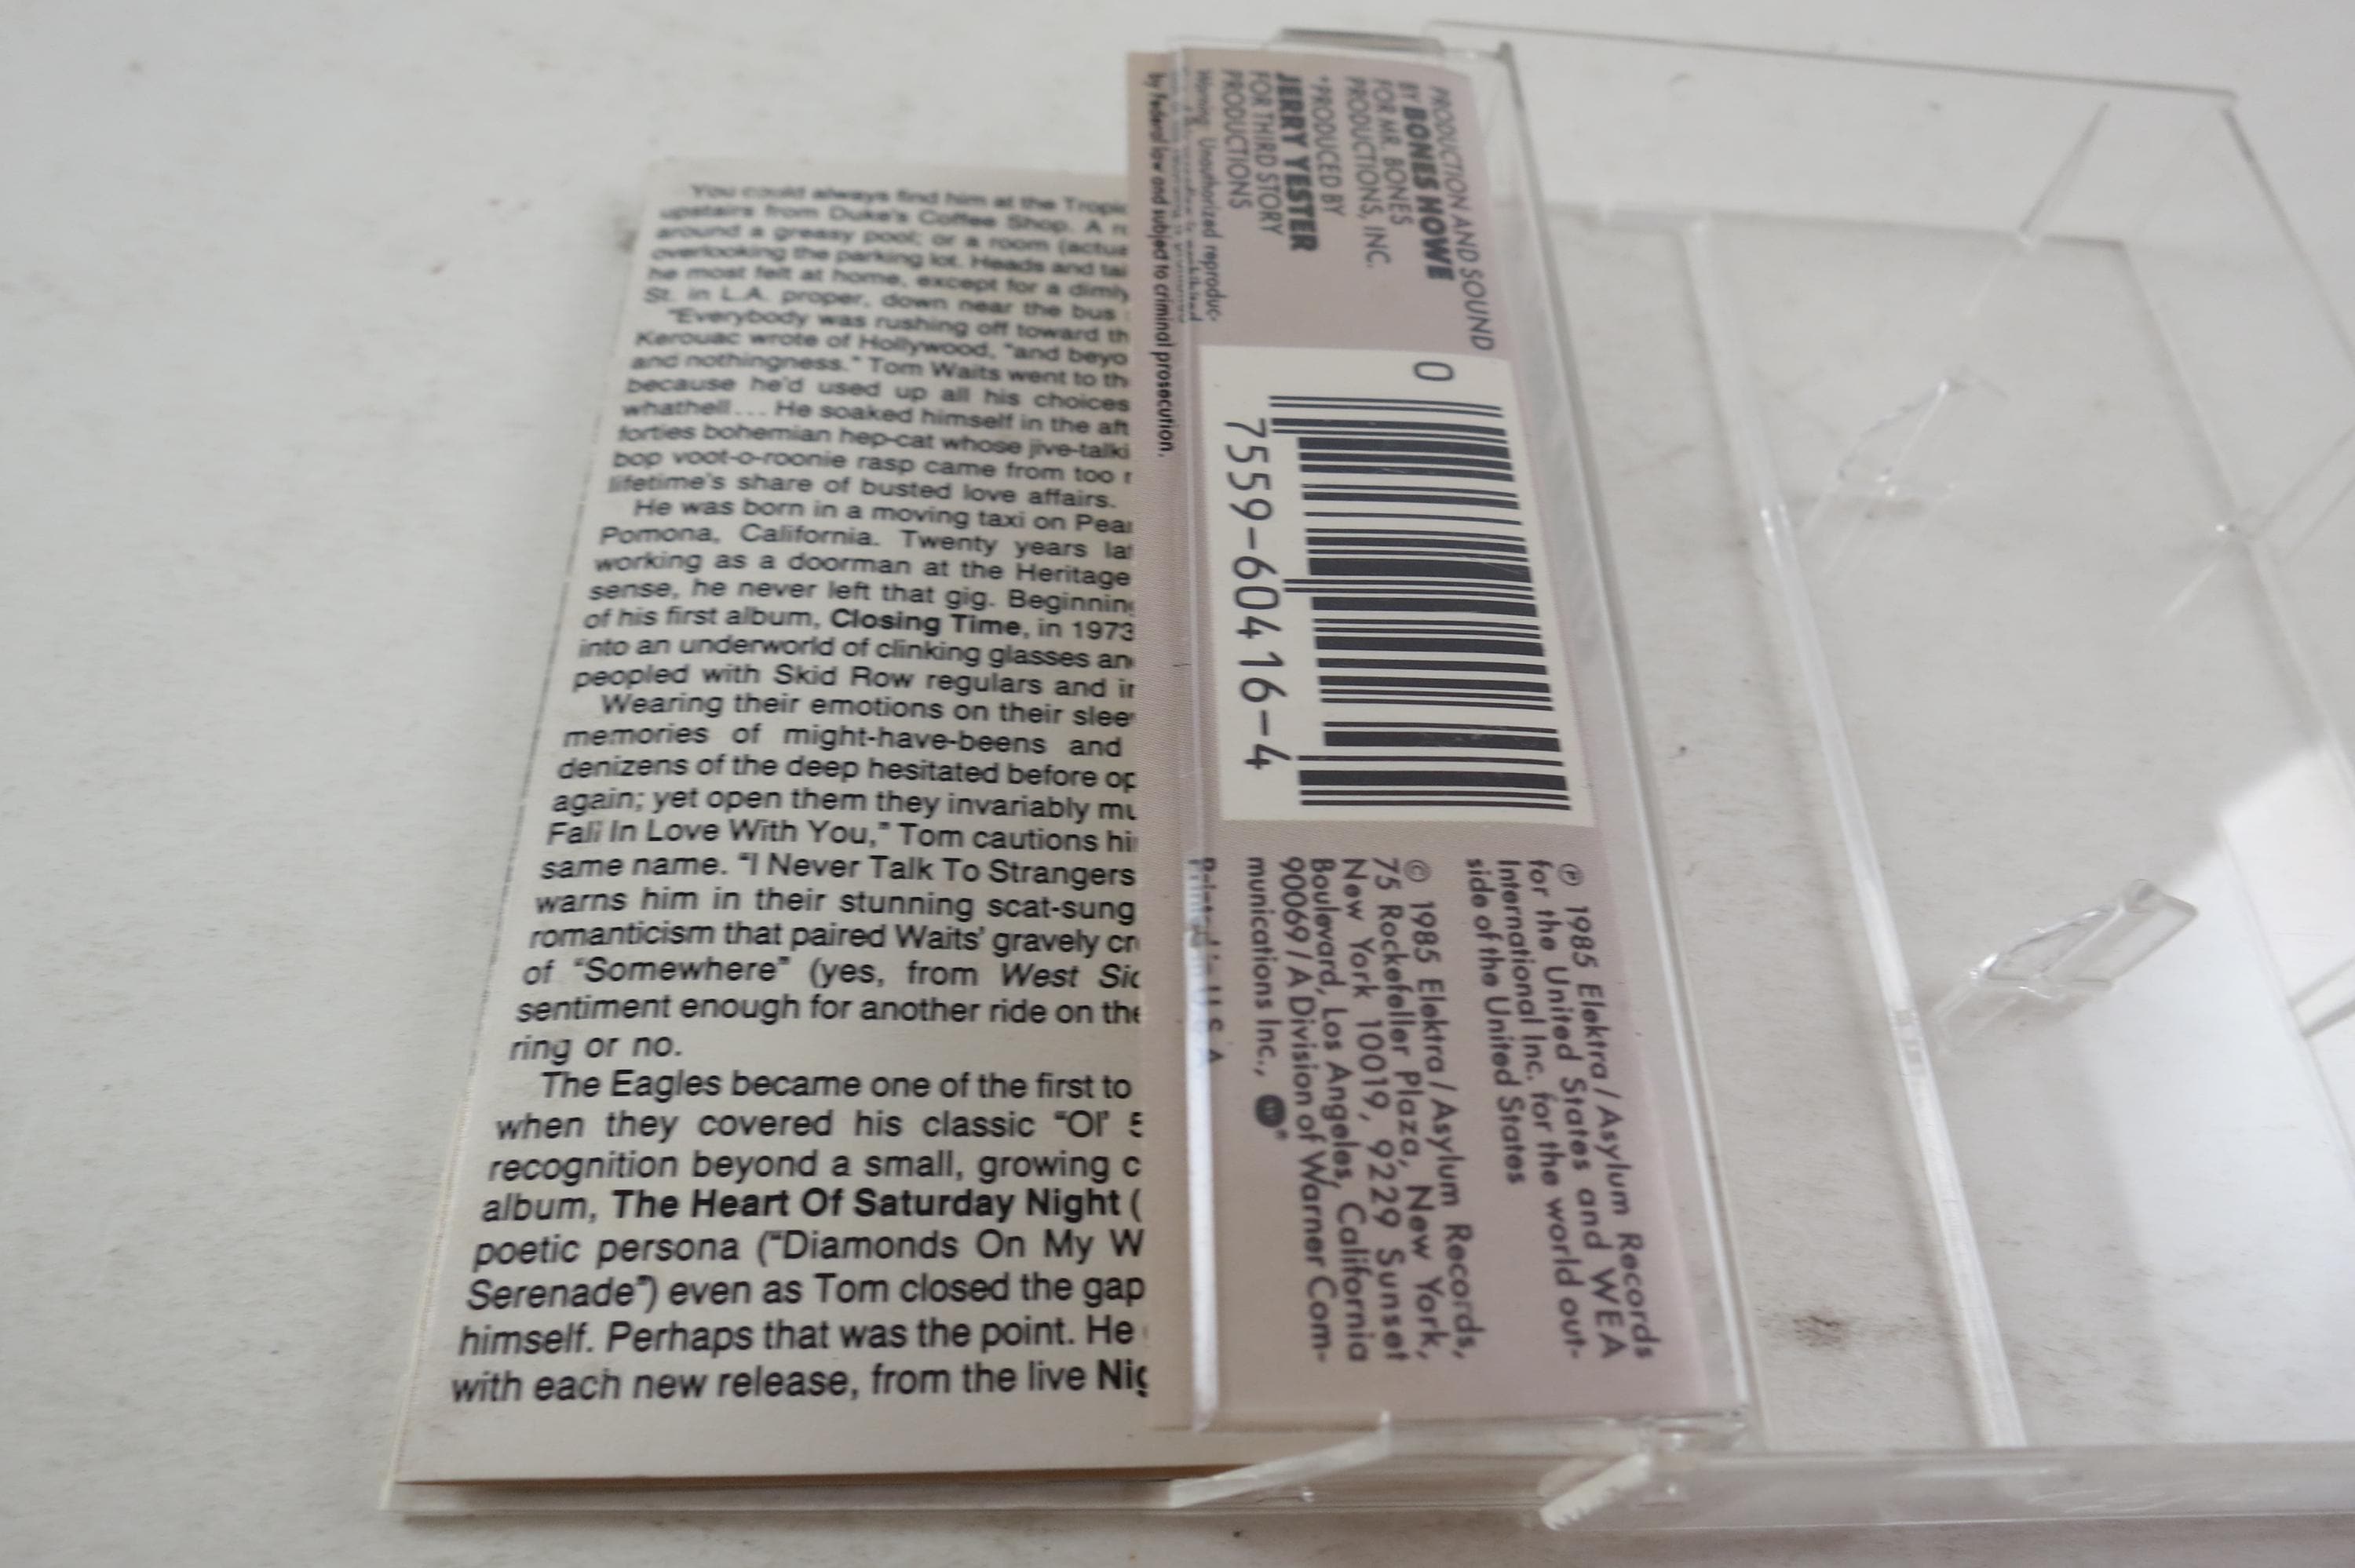 You could always find him at the Tropic
upstairs from Duke's Coffee Shop. A
around a greasy pool; or a room (actua
overlooking the parking lot. Heads and tai
he most felt at home, except for a dimly
St. in L.A. proper, down near the bus
"Everybody was rushing off toward th
Kerouac wrote of Hollywood, "and beyo
and nothingness." Tom Waits went to th
because he'd used up all his choices
whathell... He soaked himself in the aft
forties bohemian hep-cat whose jive-talki
bop voot-o-roonie rasp came from too
lifetime's share of busted love affairs.
He was born in a moving taxi on Pear
Pomona, California. Twenty years lat
working as a doorman at the Heritage
sense, he never left that gig. Beginning
of his first album, Closing Time, in 1973
into an underworld of clinking glasses an
peopled with Skid Row regulars and ir
Wearing their emotions on their slee
memories of might-have-beens and
denizens of the deep hesitated before op
again; yet open them they invariably mu
Fall In Love With You," Tom cautions hi
same name. "I Never Talk To Strangers
warns him in their stunning scat-sung
romanticism that paired Waits' gravely cr
of "Somewhere" (yes, from West Sid
sentiment enough for another ride on the
ring or no.
The Eagles became one of the first to
when they covered his classic "Ol' 5
recognition beyond a small, growing c
album, The Heart Of Saturday Night (
poetic persona ("Diamonds On My W
Serenade") even as Tom closed the gap
himself. Perhaps that was the point. He
with each new release, from the live Nig
PRODUCTION AND SOUND
BY BONES HOWE
FOR MR. BONES
PRODUCTIONS, INC.
*PRODUCED BY
JERRY YESTER
FOR THIRD STORY
PRODUCTIONS
Warning: Unauthorized reproduc-
by Federal law and subject to criminal prosecution.
0
7559-60416-4
℗ 1985 Elektra/Asylum Records
for the United States and WEA
International Inc. for the world out-
side of the United States
© 1985 Elektra/Asylum Records,
75 Rockefeller Plaza, New York,
New York 10019, 9229 Sunset
Boulevard, Los Angeles, California
90069/A Division of Warner Com-
munications Inc., ®
Printed in U.S.A.